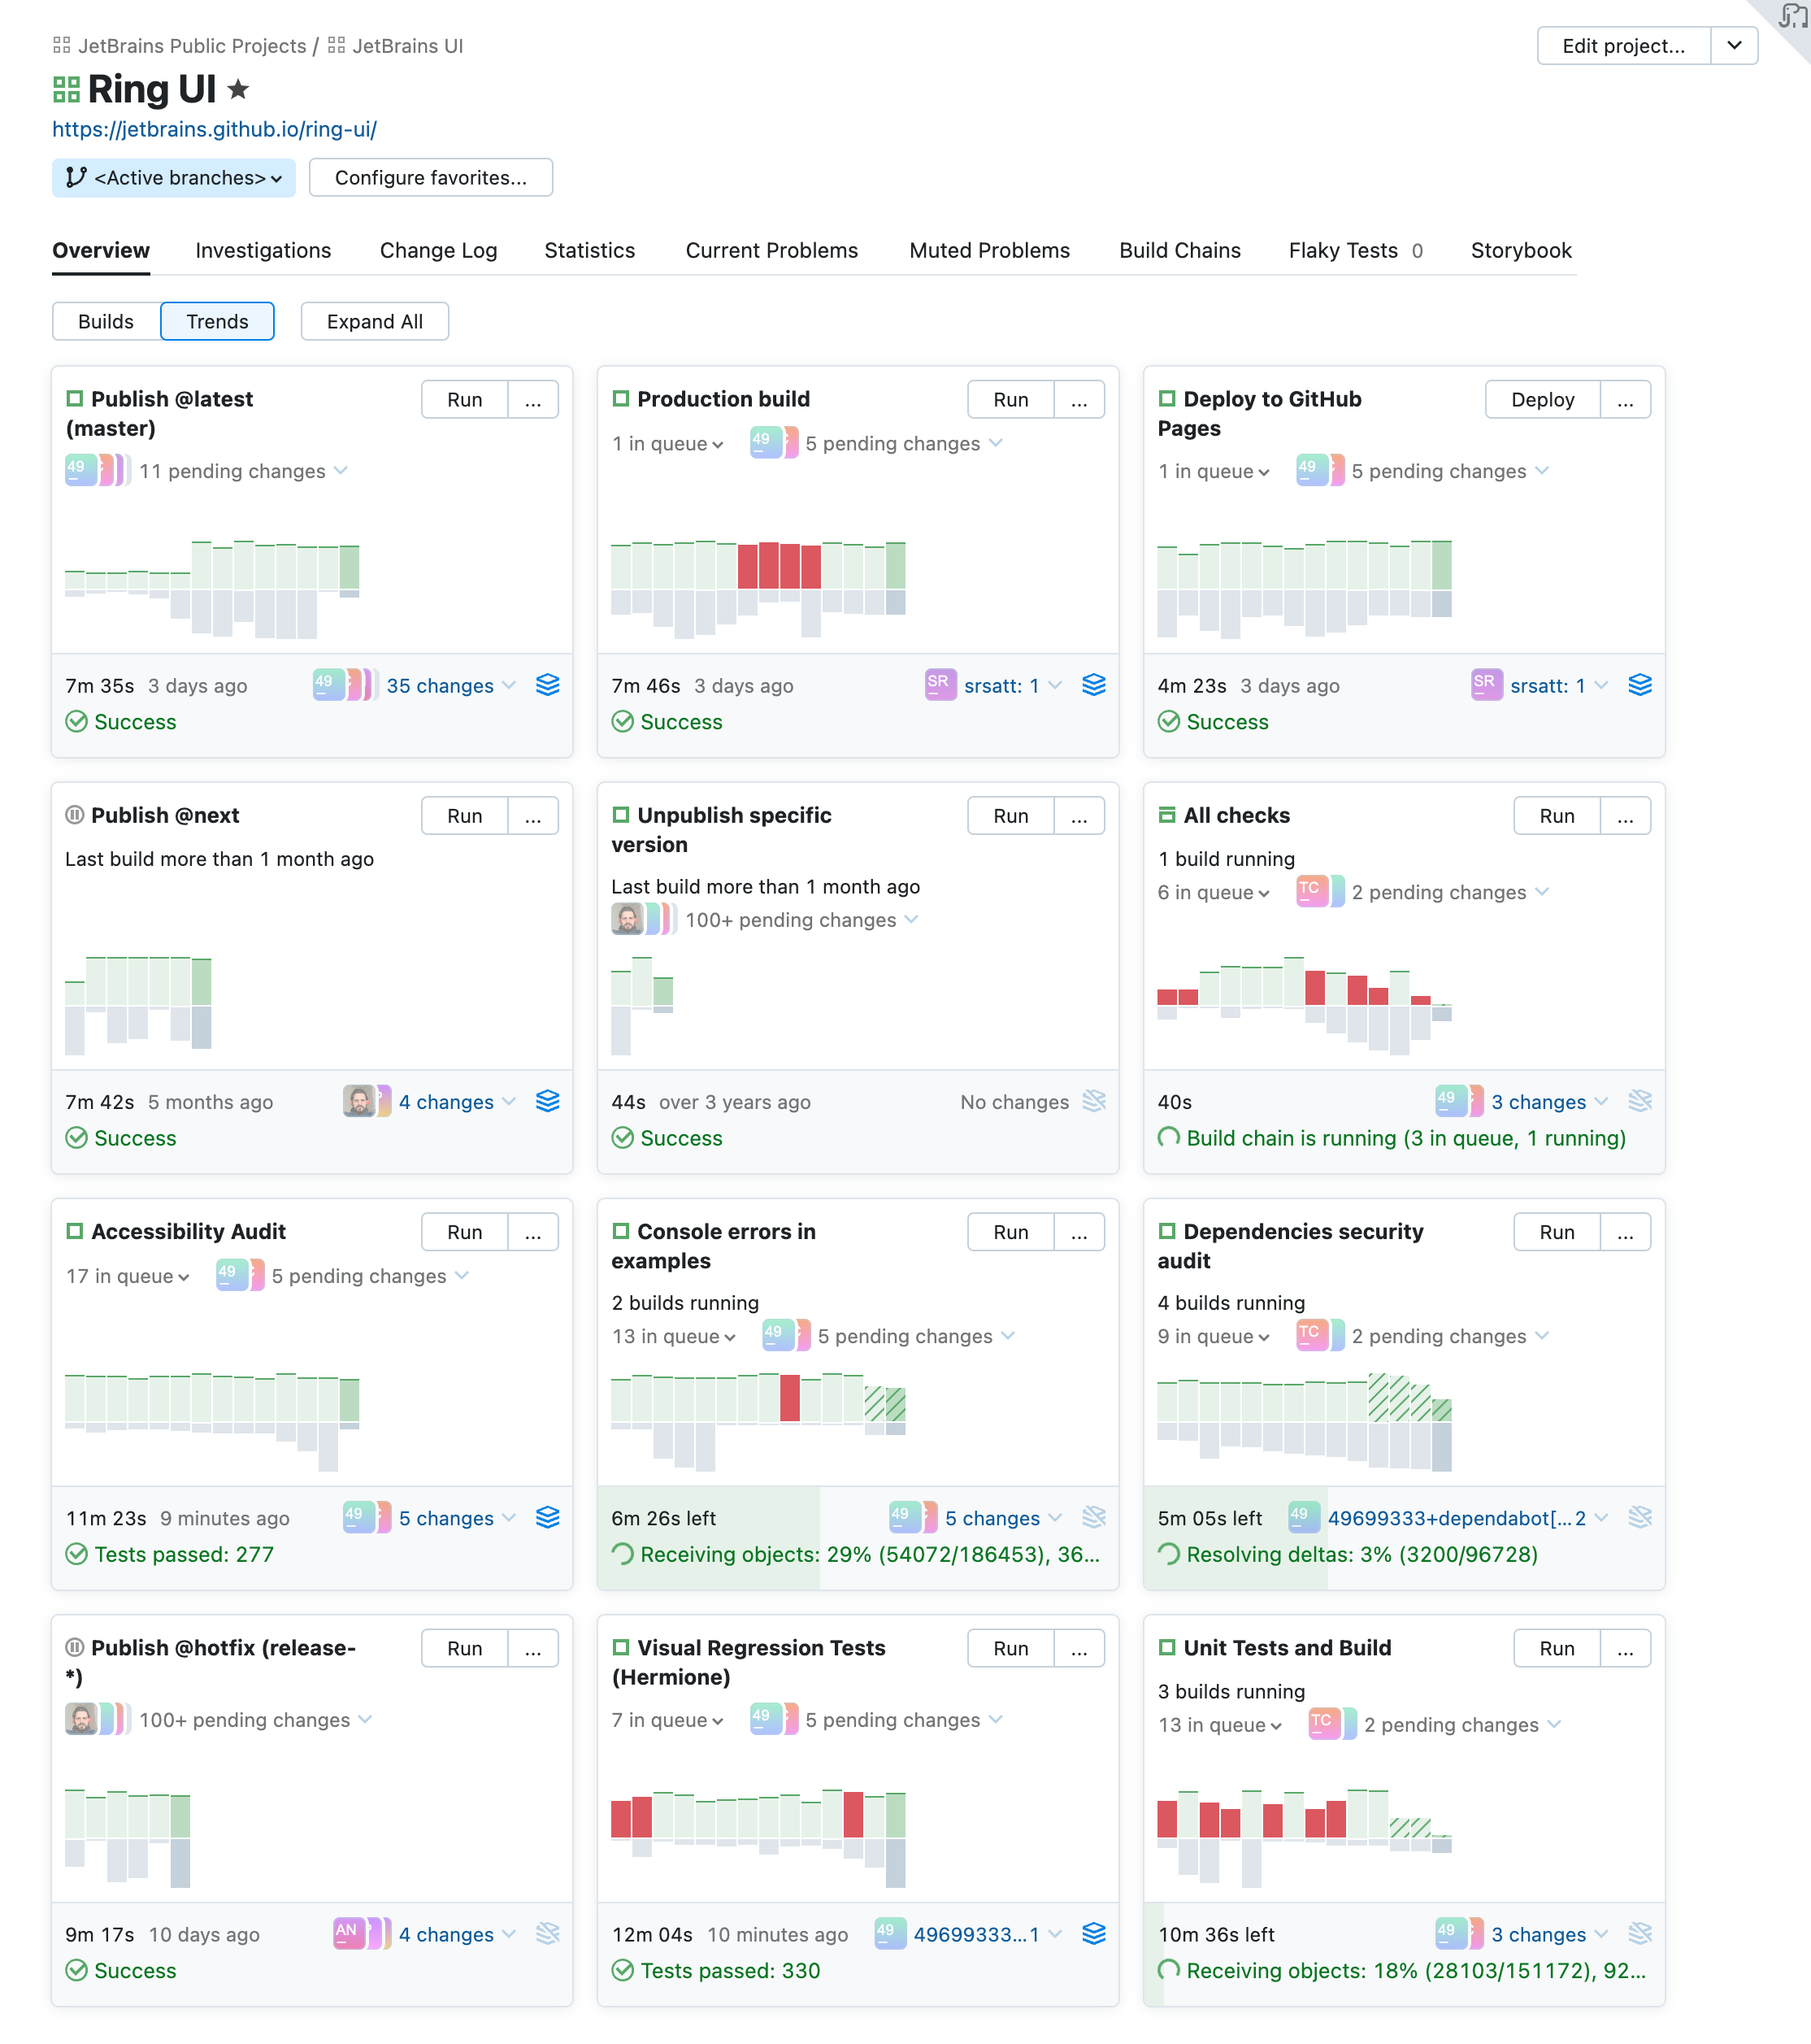 JetBrains Public Projects / JetBrains UI
Edit project...
Ring UI
https://jetbrains.github.io/ring-ui/
<Active branches>
Configure favorites...
Overview Investigations Change Log Statistics Current Problems Muted Problems Build Chains Flaky Tests 0 Storybook
Builds Trends Expand All
Publish @latest
(master)
Run ...
49
11 pending changes
7m 35s 3 days ago 49 35 changes
Success
Production build
Run ...
1 in queue 49 5 pending changes
7m 46s 3 days ago SR srsatt: 1
Success
Deploy to GitHub
Pages
Deploy ...
1 in queue 49 5 pending changes
4m 23s 3 days ago SR srsatt: 1
Success
Publish @next
Run ...
Last build more than 1 month ago
7m 42s 5 months ago 4 changes
Success
Unpublish specific
version
Run ...
Last build more than 1 month ago
100+ pending changes
44s over 3 years ago No changes
Success
All checks
Run ...
1 build running
6 in queue TC 2 pending changes
40s 49 3 changes
Build chain is running (3 in queue, 1 running)
Accessibility Audit
Run ...
17 in queue 49 5 pending changes
11m 23s 9 minutes ago 49 5 changes
Tests passed: 277
Console errors in
examples
Run ...
2 builds running
13 in queue 49 5 pending changes
6m 26s left 49 5 changes
Receiving objects: 29% (54072/186453), 36...
Dependencies security
audit
Run ...
4 builds running
9 in queue TC 2 pending changes
5m 05s left 49 49699333+dependabot[... 2
Resolving deltas: 3% (3200/96728)
Publish @hotfix (release-
*)
Run ...
100+ pending changes
9m 17s 10 days ago AN 4 changes
Success
Visual Regression Tests
(Hermione)
Run ...
7 in queue 49 5 pending changes
12m 04s 10 minutes ago 49 49699333... 1
Tests passed: 330
Unit Tests and Build
Run ...
3 builds running
13 in queue TC 2 pending changes
10m 36s left 49 3 changes
Receiving objects: 18% (28103/151172), 92...